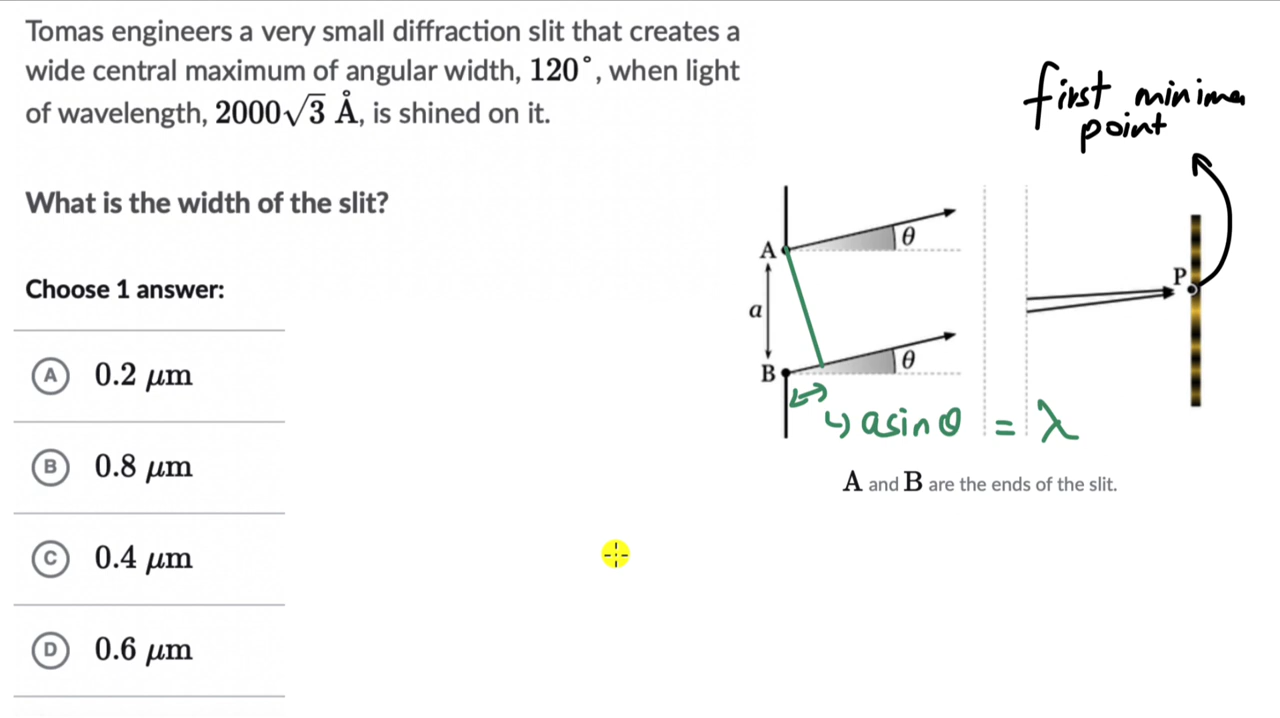 Tomas engineers a very small diffraction slit that creates a
wide central maximum of angular width, 120°, when light
of wavelength, 2000√3 Å, is shined on it.
What is the width of the slit?
Choose 1 answer:
A 0.2 μm
B 0.8 μm
C 0.4 μm
D 0.6 μm
first minima
point
A
θ
a
P
B
θ
a sin θ = λ
A and B are the ends of the slit.